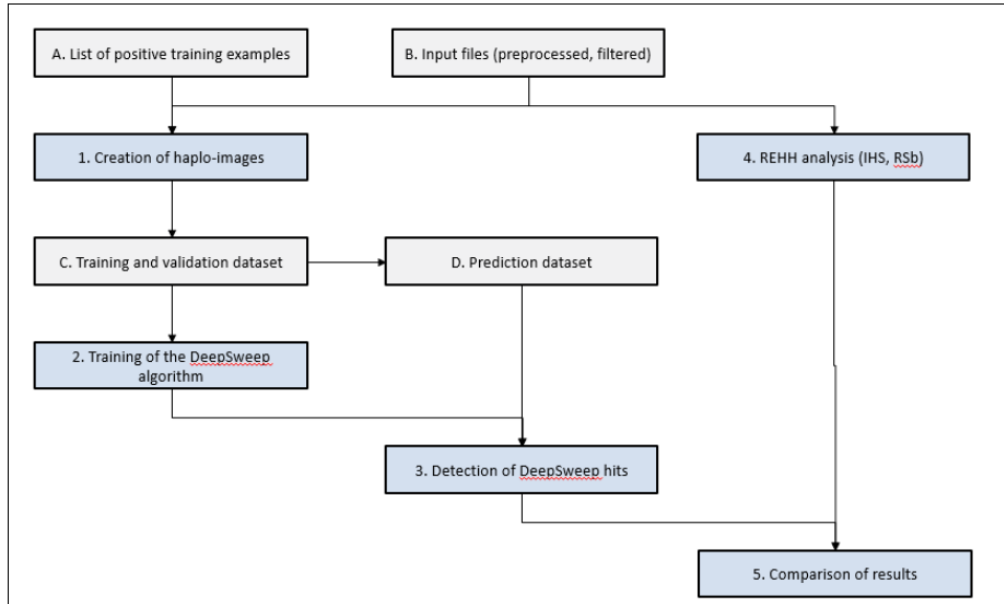 A. List of positive training examples
B. Input files (preprocessed, filtered)
1. Creation of haplo-images
4. REHH analysis (IHS, RSb)
C. Training and validation dataset
D. Prediction dataset
2. Training of the DeepSweep
algorithm
3. Detection of DeepSweep hits
5. Comparison of results